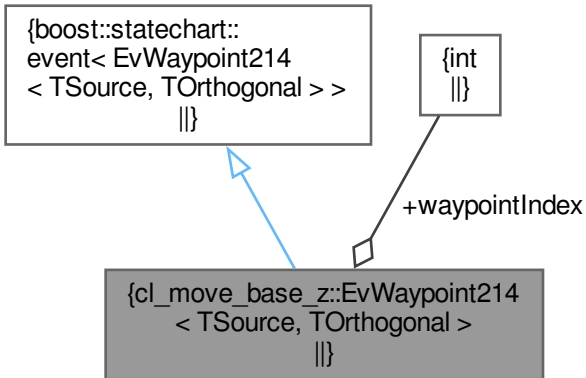 {boost::statechart::
event< EvWaypoint214
< TSource, TOrthogonal > >
||}
{int
||}
+waypointIndex
{cl_move_base_z::EvWaypoint214
< TSource, TOrthogonal >
||}